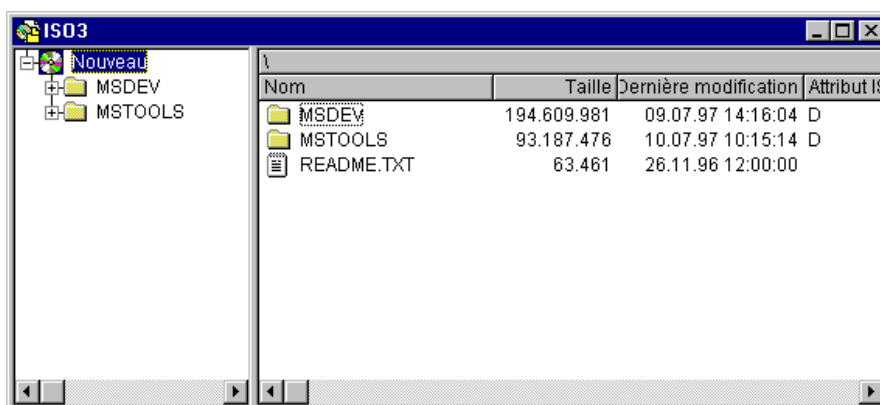 ISO3
Nouveau
MSDEV
MSTOOLS
\
Nom Taille Dernière modification Attribut IS
MSDEV 194.609.981 09.07.97 14:16:04 D
MSTOOLS 93.187.476 10.07.97 10:15:14 D
README.TXT 63.461 26.11.96 12:00:00